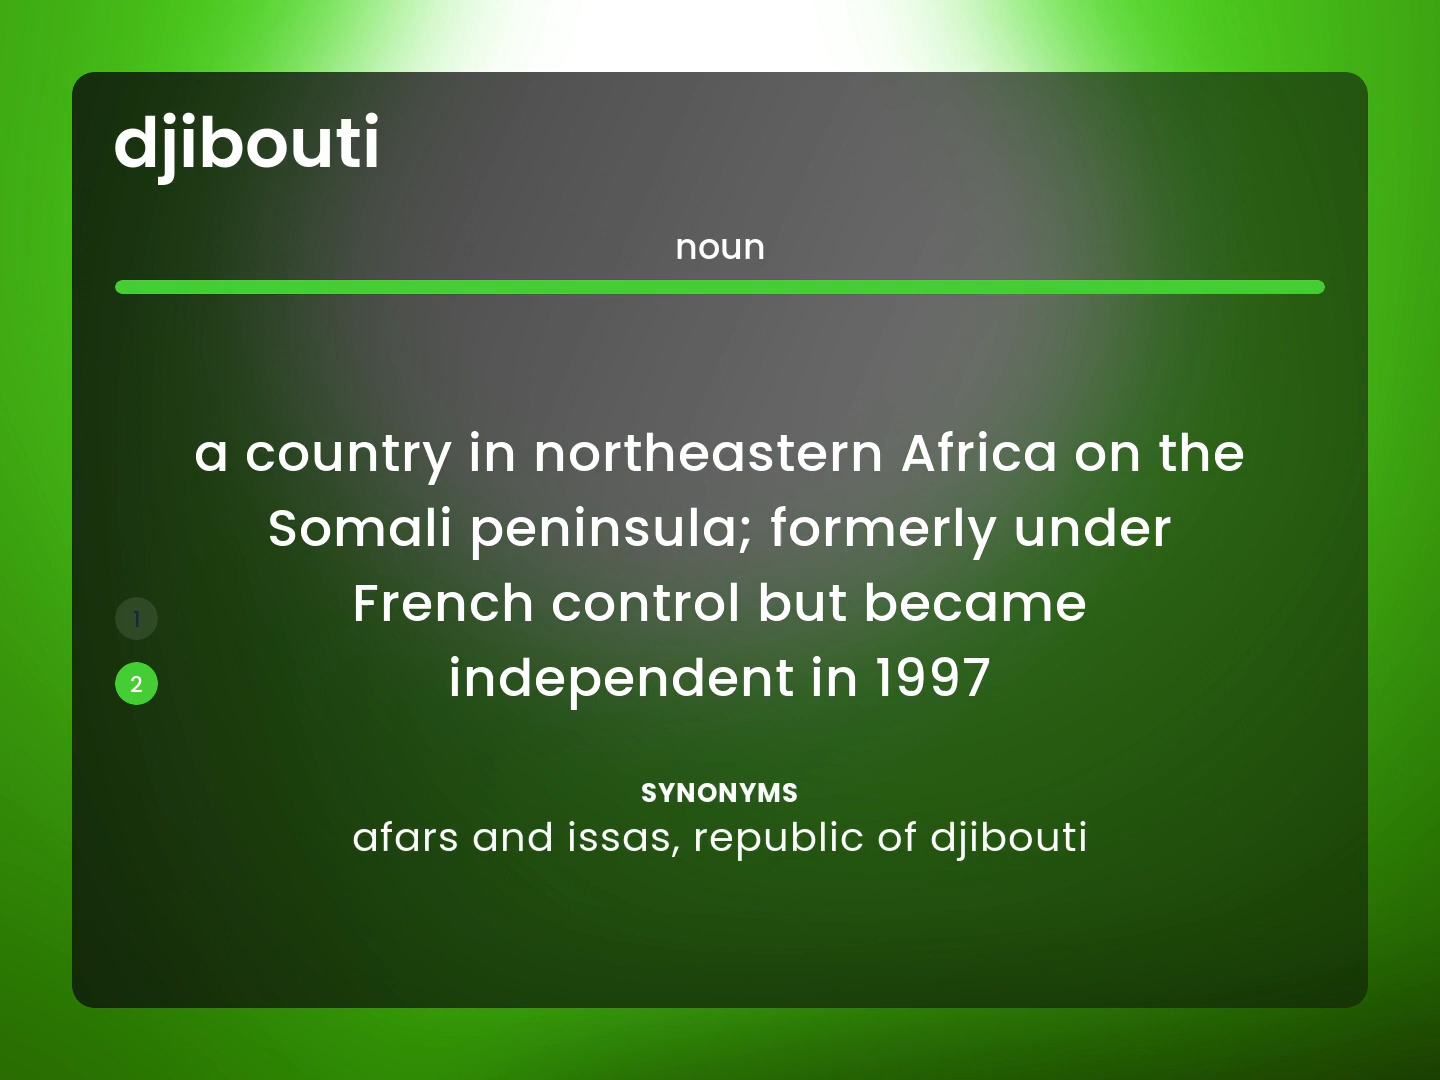 djibouti
noun
a country in northeastern Africa on the
Somali peninsula; formerly under
French control but became
independent in 1997
1
2
SYNONYMS
afars and issas, republic of djibouti